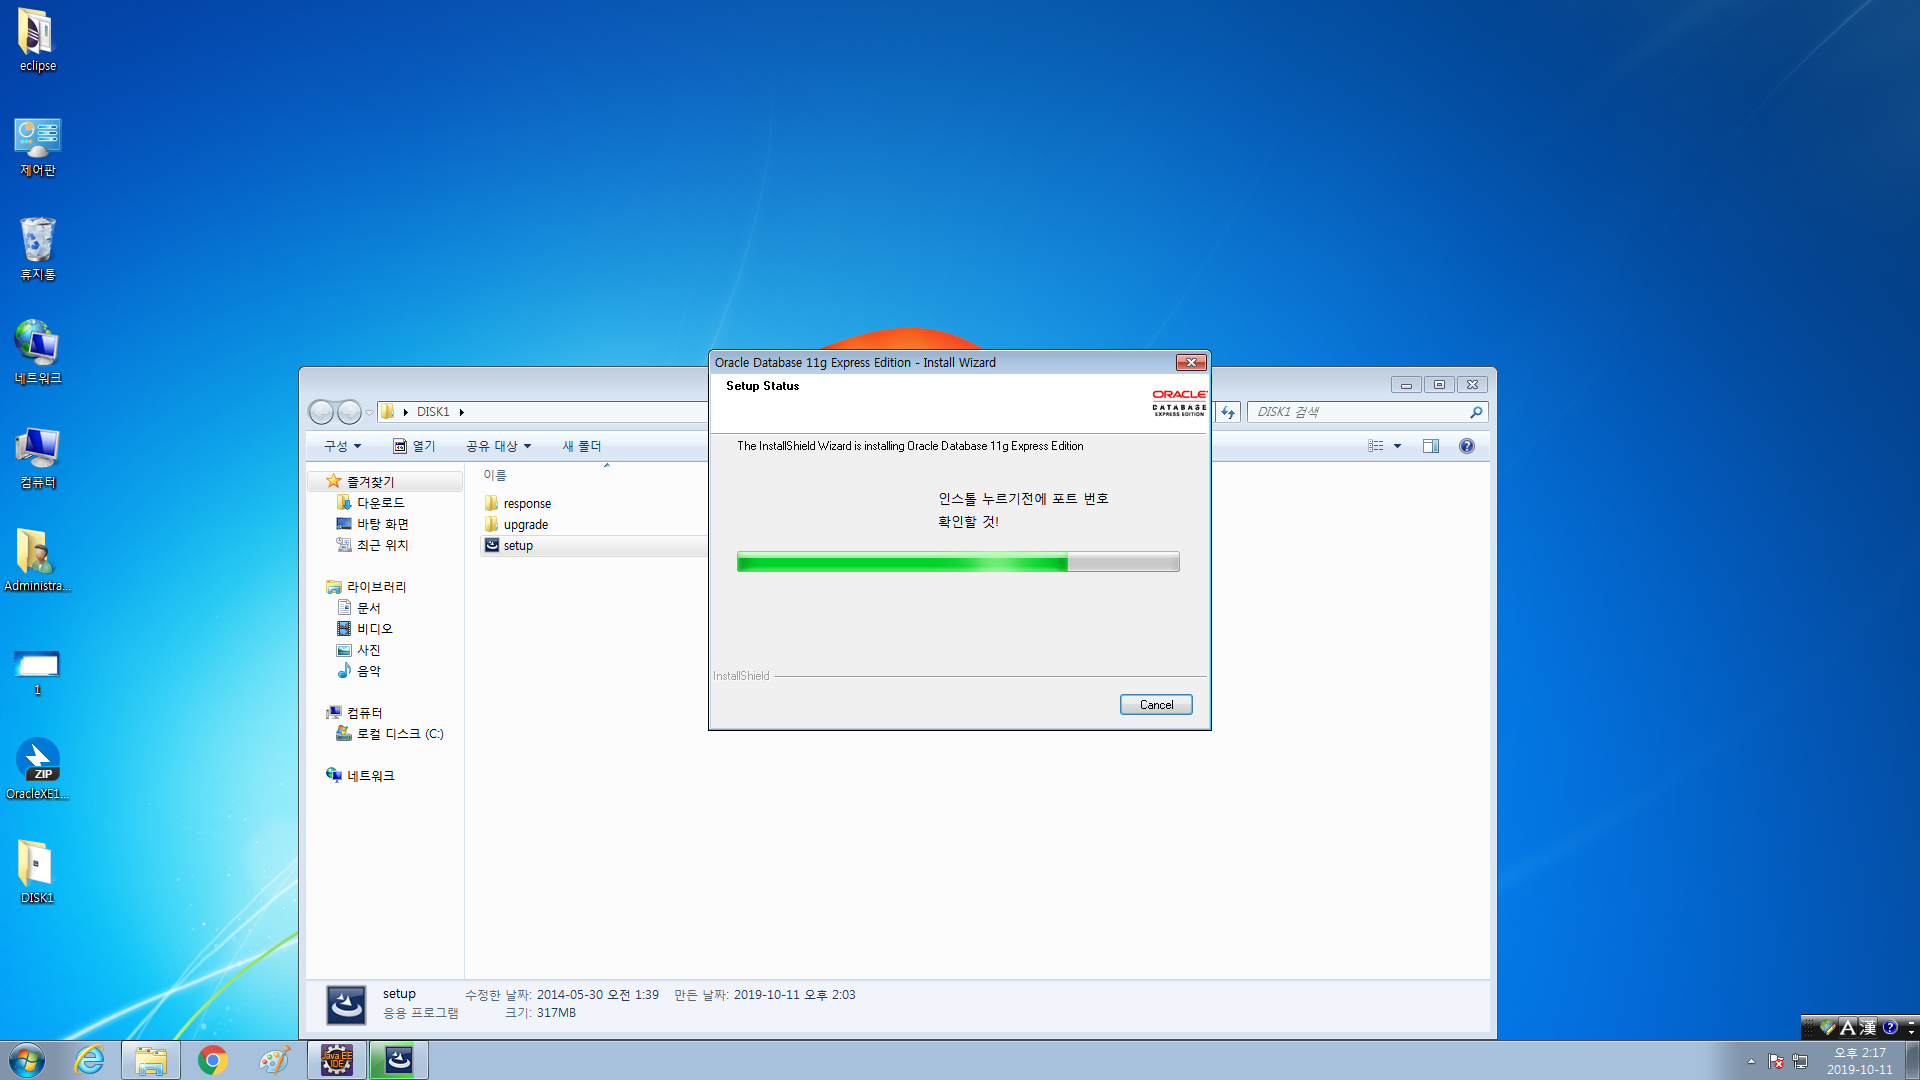 eclipse
제어판
휴지통
네트워크
컴퓨터
Administra...
1
ZIP
OracleXE1...
DISK1
DISK1
DISK1 검색
구성
열기
공유 대상
새 폴더
즐겨찾기
다운로드
바탕 화면
최근 위치
라이브러리
문서
비디오
사진
음악
컴퓨터
로컬 디스크 (C:)
네트워크
이름
response
upgrade
setup
Oracle Database 11g Express Edition - Install Wizard
Setup Status
ORACLE
DATABASE
EXPRESS EDITION
The InstallShield Wizard is installing Oracle Database 11g Express Edition
인스톨 누르기전에 포트 번호
확인할 것!
InstallShield
Cancel
setup
수정한 날짜: 2014-05-30 오전 1:39
만든 날짜: 2019-10-11 오후 2:03
응용 프로그램
크기: 317MB
Java EE
IDE
A 漢
오후 2:17
2019-10-11